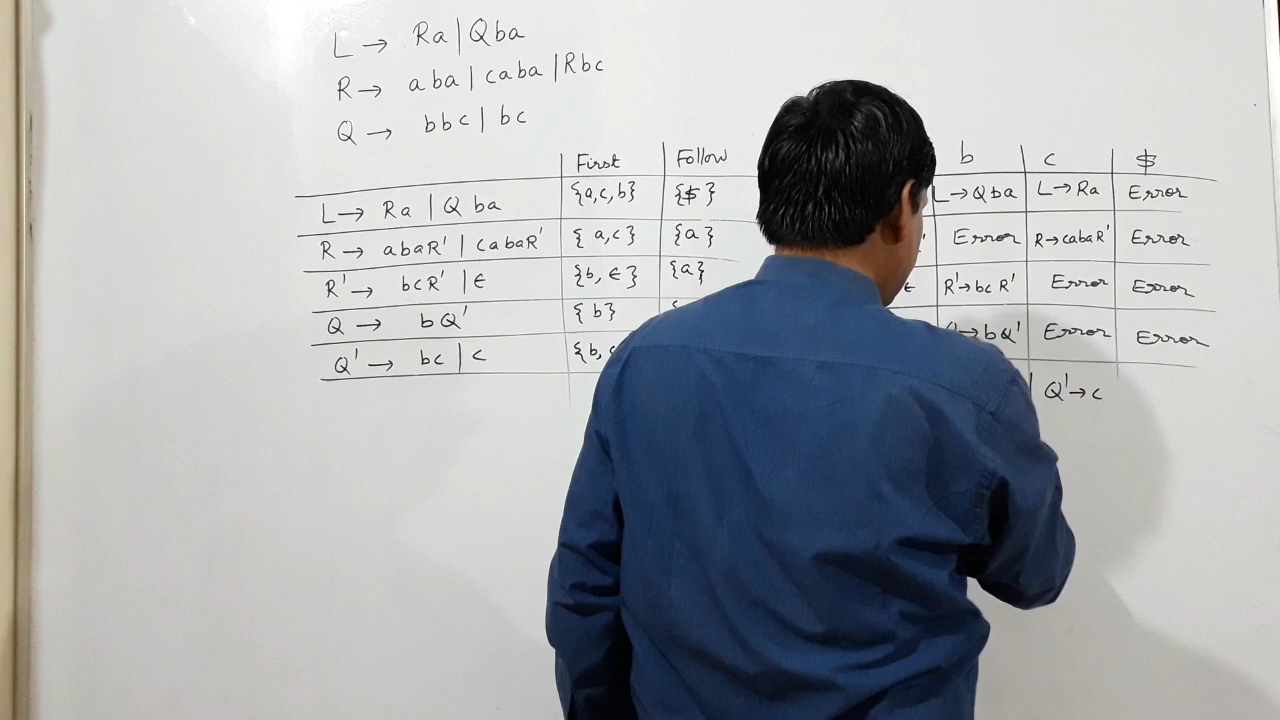 L → Ra | Qba
R → aba | caba | Rbc
Q → bbc | bc
First Follow b c $
L → Ra | Qba {a,c,b} {$} L→Qba L→Ra Error
R → abaR' | cabaR' {a,c} {a} Error R→cabaR' Error
R' → bcR' | ϵ {b, ϵ} {a} R'→bcR' Error Error
Q → bQ' {b} →bQ' Error Error
Q' → bc | c {b, Q'→c